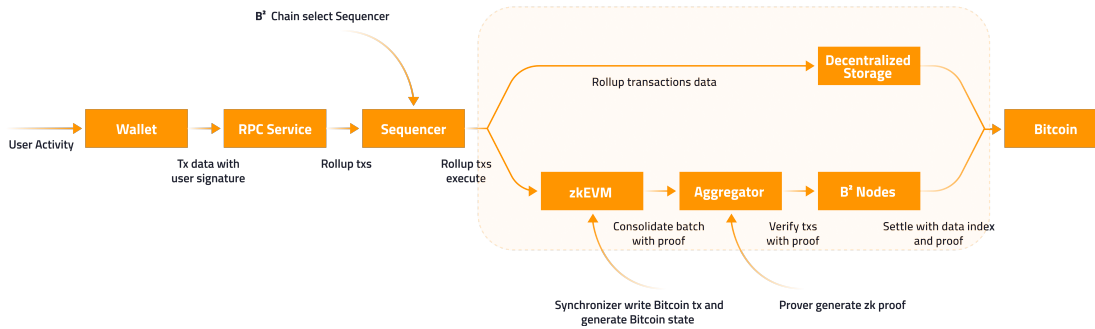 B² Chain select Sequencer
Decentralized
Storage
Rollup transactions data
Wallet
RPC Service
Sequencer
Bitcoin
User Activity
Tx data with
user signature
Rollup txs
Rollup txs
execute
zkEVM
Aggregator
B² Nodes
Consolidate batch
with proof
Verify txs
with proof
Settle with data index
and proof
Synchronizer write Bitcoin tx and
generate Bitcoin state
Prover generate zk proof